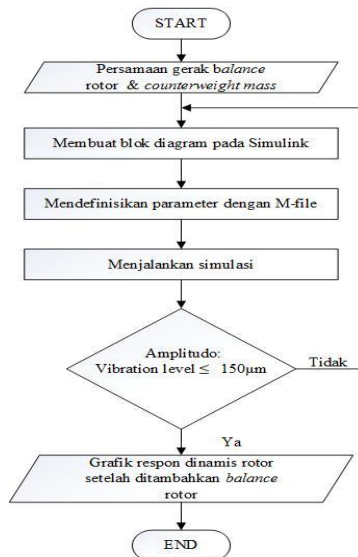 START
Persamaan gerak balance
rotor & counterweight mass
Membuat blok diagram pada Simulink
Mendefinisikan parameter dengan M-file
Menjalankan simulasi
Amplitudo:
Vibration level ≤ 150µm
Tidak
Ya
Grafik respon dinamis rotor
setelah ditambahkan balance
rotor
END